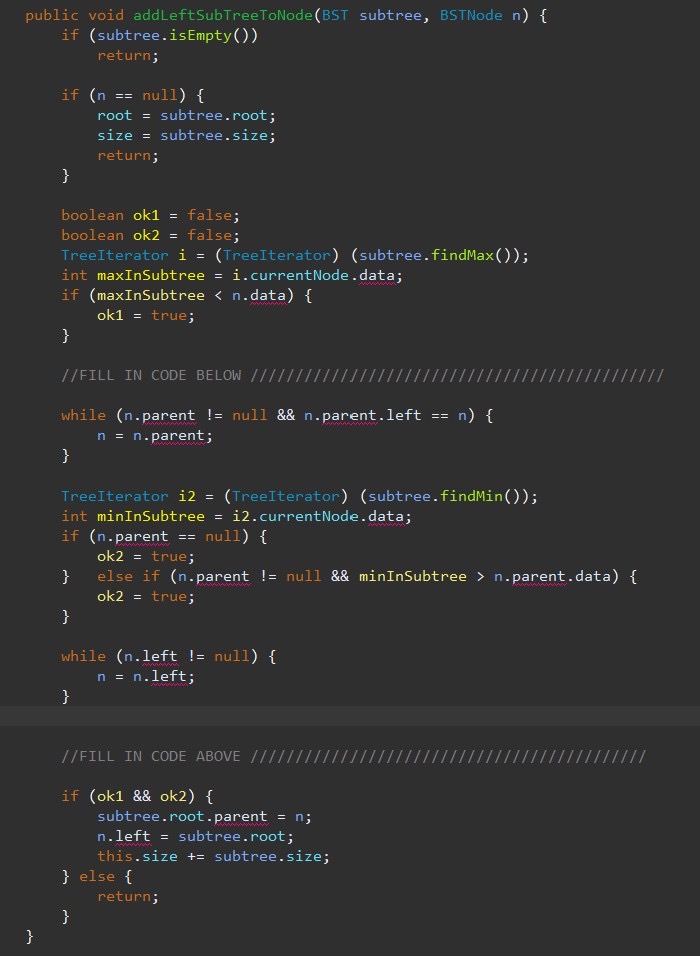 public void addLeftSubTreeToNode(BST subtree, BSTNode n) {
if (subtree.isEmpty())
return;
if (n == null) {
root = subtree.root;
size = subtree.size;
return;
}
boolean ok1 = false;
boolean ok2 = false;
TreeIterator i = (TreeIterator) (subtree.findMax());
int maxInSubtree = i.currentNode.data;
if (maxInSubtree < n.data) {
ok1 = true;
}
//FILL IN CODE BELOW //////////////////////////////////////////////
while (n.parent != null && n.parent.left == n) {
n = n.parent;
}
TreeIterator i2 = (TreeIterator) (subtree.findMin());
int minInSubtree = i2.currentNode.data;
if (n.parent == null) {
ok2 = true;
} else if (n.parent != null && minInSubtree > n.parent.data) {
ok2 = true;
}
while (n.left != null) {
n = n.left;
}
//FILL IN CODE ABOVE ////////////////////////////////////////////
if (ok1 && ok2) {
subtree.root.parent = n;
n.left = subtree.root;
this.size += subtree.size;
} else {
return;
}
}